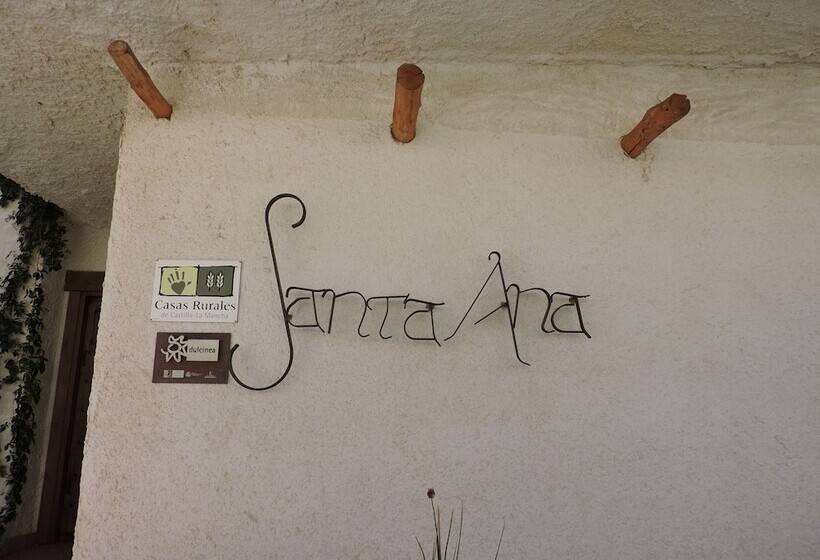 Santa Ana
Casas Rurales
de Castilla-La Mancha
dulcinea